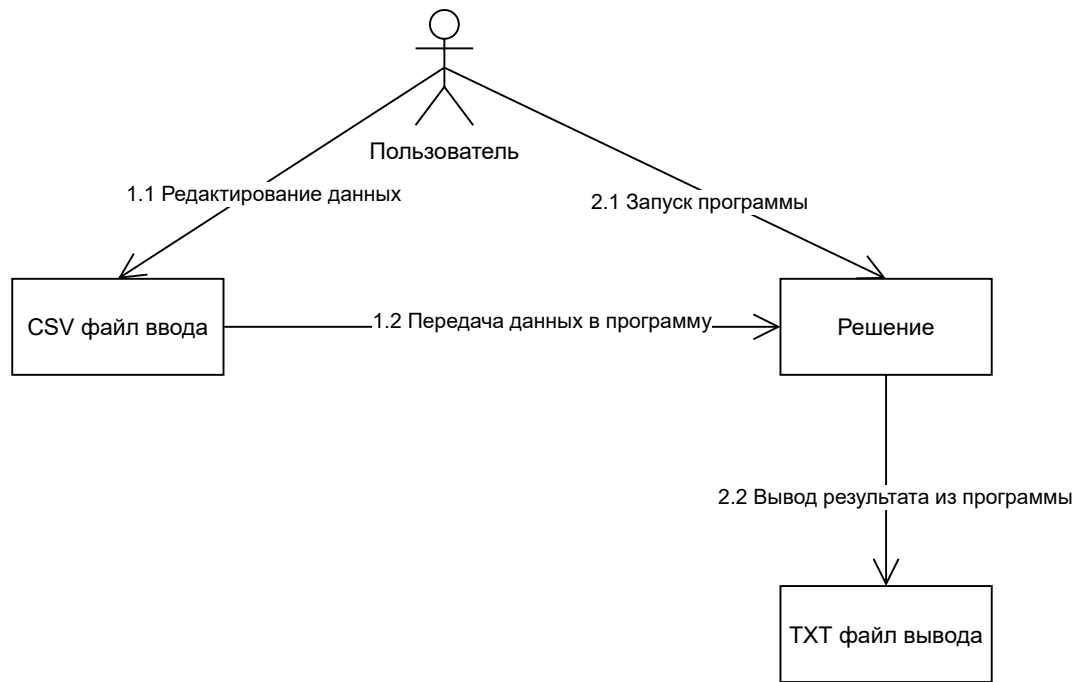 Пользователь
1.1 Редактирование данных
2.1 Запуск программы
CSV файл ввода
1.2 Передача данных в программу
Решение
2.2 Вывод результата из программы
TXT файл вывода